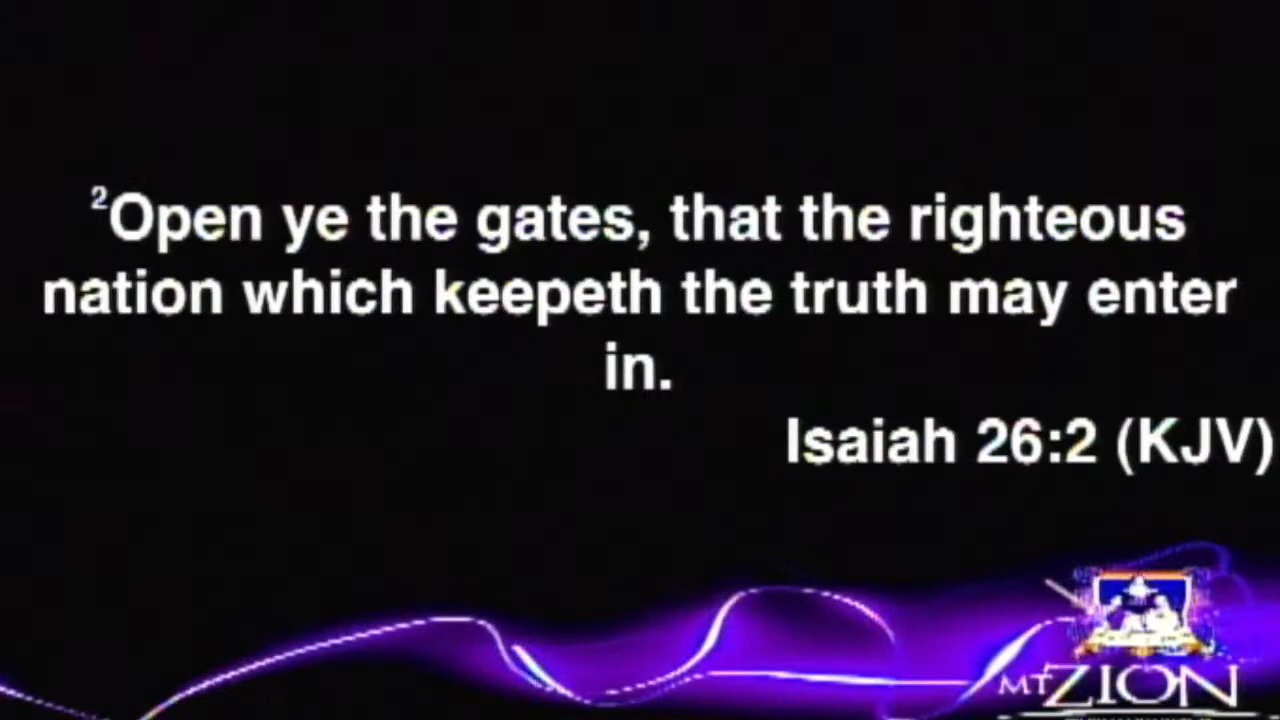 ²Open ye the gates, that the righteous
nation which keepeth the truth may enter
in.
Isaiah 26:2 (KJV)
MT ZION